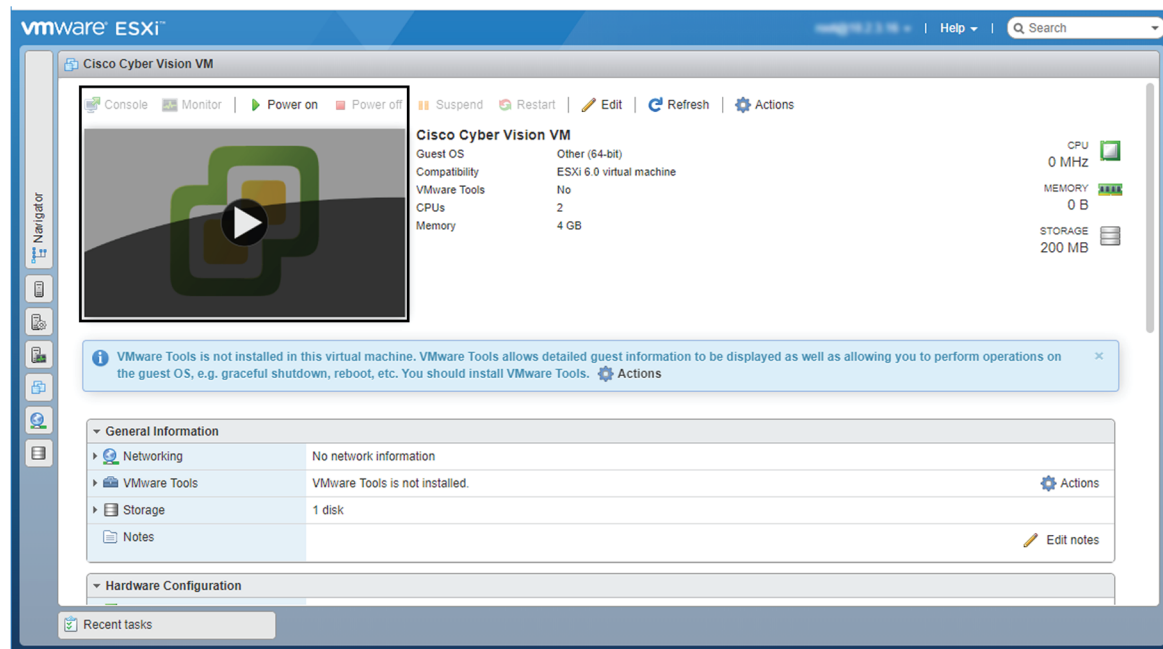 vmware ESXi™
Help
Search
Cisco Cyber Vision VM
Console Monitor Power on Power off Suspend Restart Edit Refresh Actions
Cisco Cyber Vision VM
Guest OS Other (64-bit)
Compatibility ESXi 6.0 virtual machine
VMware Tools No
CPUs 2
Memory 4 GB
CPU
0 MHz
MEMORY
0 B
STORAGE
200 MB
Navigator
VMware Tools is not installed in this virtual machine. VMware Tools allows detailed guest information to be displayed as well as allowing you to perform operations on
the guest OS, e.g. graceful shutdown, reboot, etc. You should install VMware Tools. Actions
General Information
Networking No network information
VMware Tools VMware Tools is not installed. Actions
Storage 1 disk
Notes Edit notes
Hardware Configuration
Recent tasks